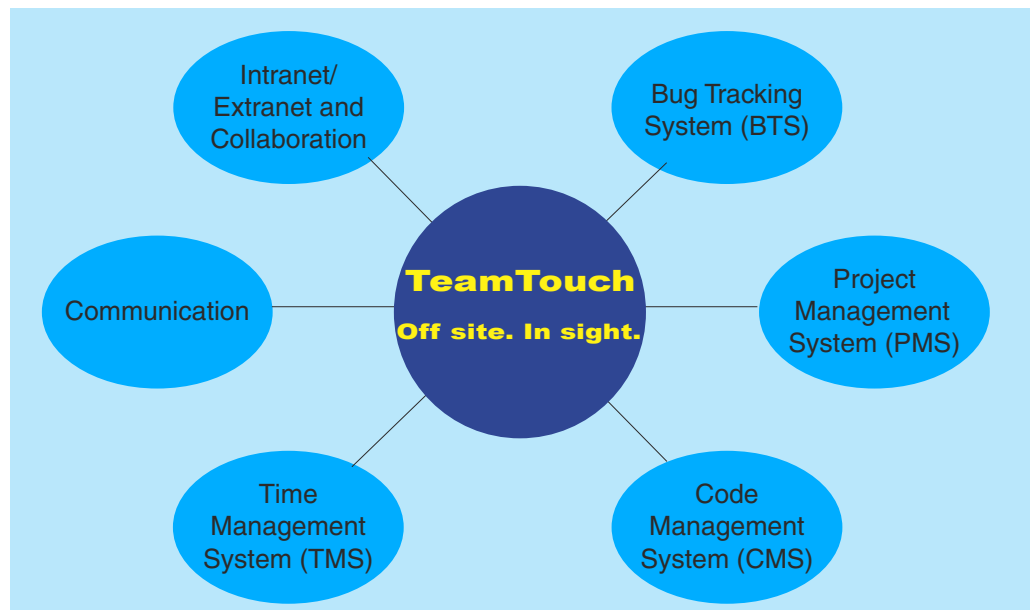 Intranet/
Extranet and
Collaboration
Bug Tracking
System (BTS)
TeamTouch
Off site. In sight.
Communication
Project
Management
System (PMS)
Time
Management
System (TMS)
Code
Management
System (CMS)